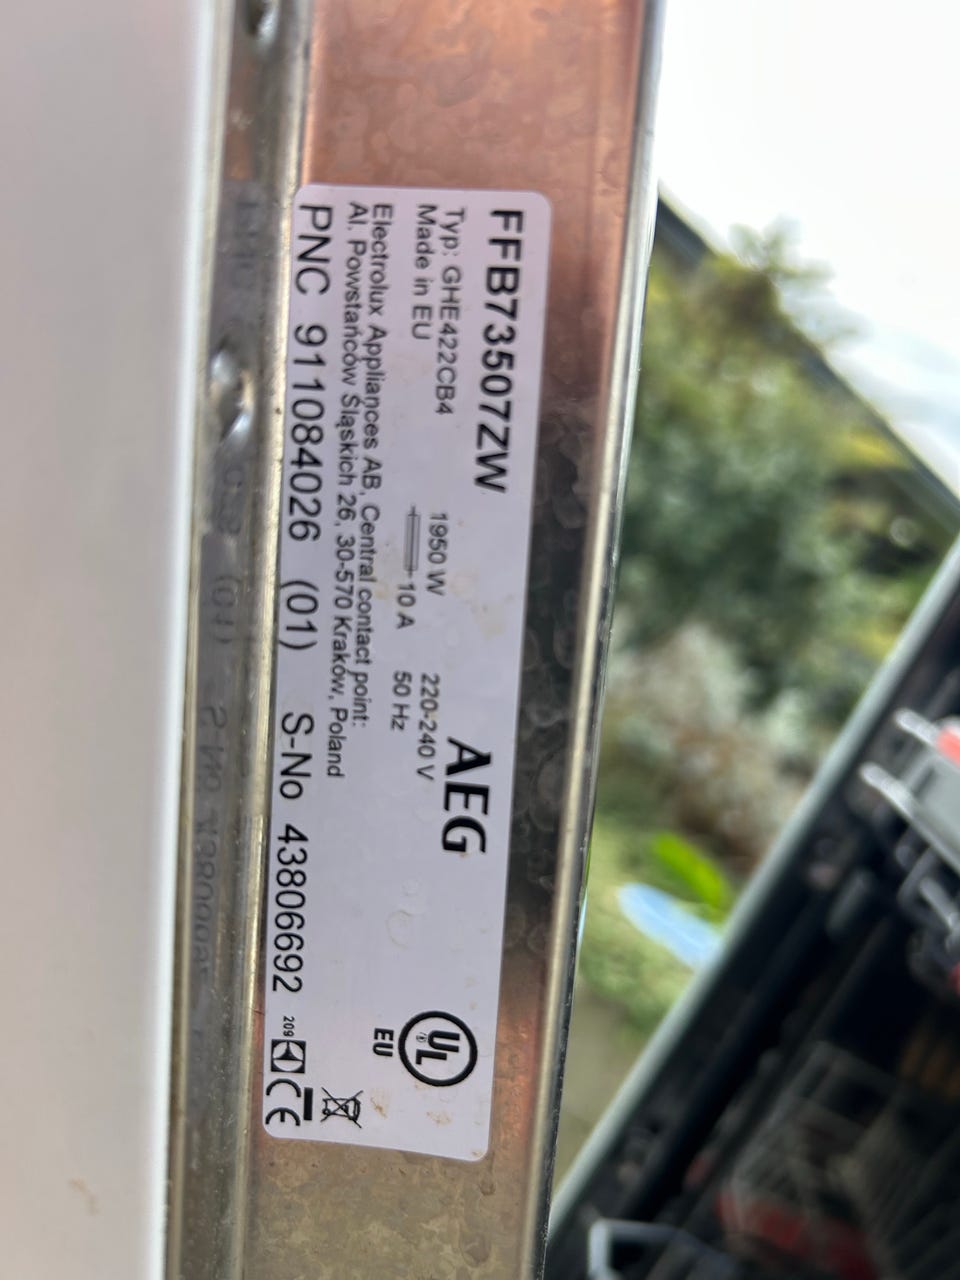 FFB73507ZW
Typ: GHE422CB4
1950 W
220-240 V
AEG
Made in EU
10 A
50 Hz
Electrolux Appliances AB, Central contact point:
Al. Powstańców Śląskich 26, 30-570 Kraków, Poland
PNC 911084026 (01) S-No 43806692
UL
EU
209
CE